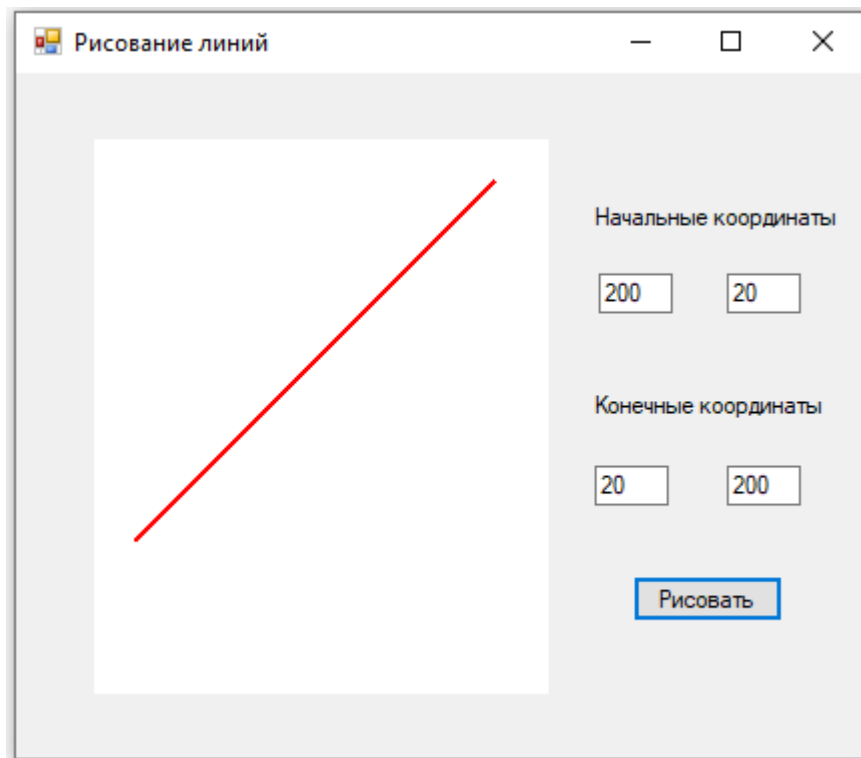 Рисование линий
Начальные координаты
200 20
Конечные координаты
20 200
Рисовать